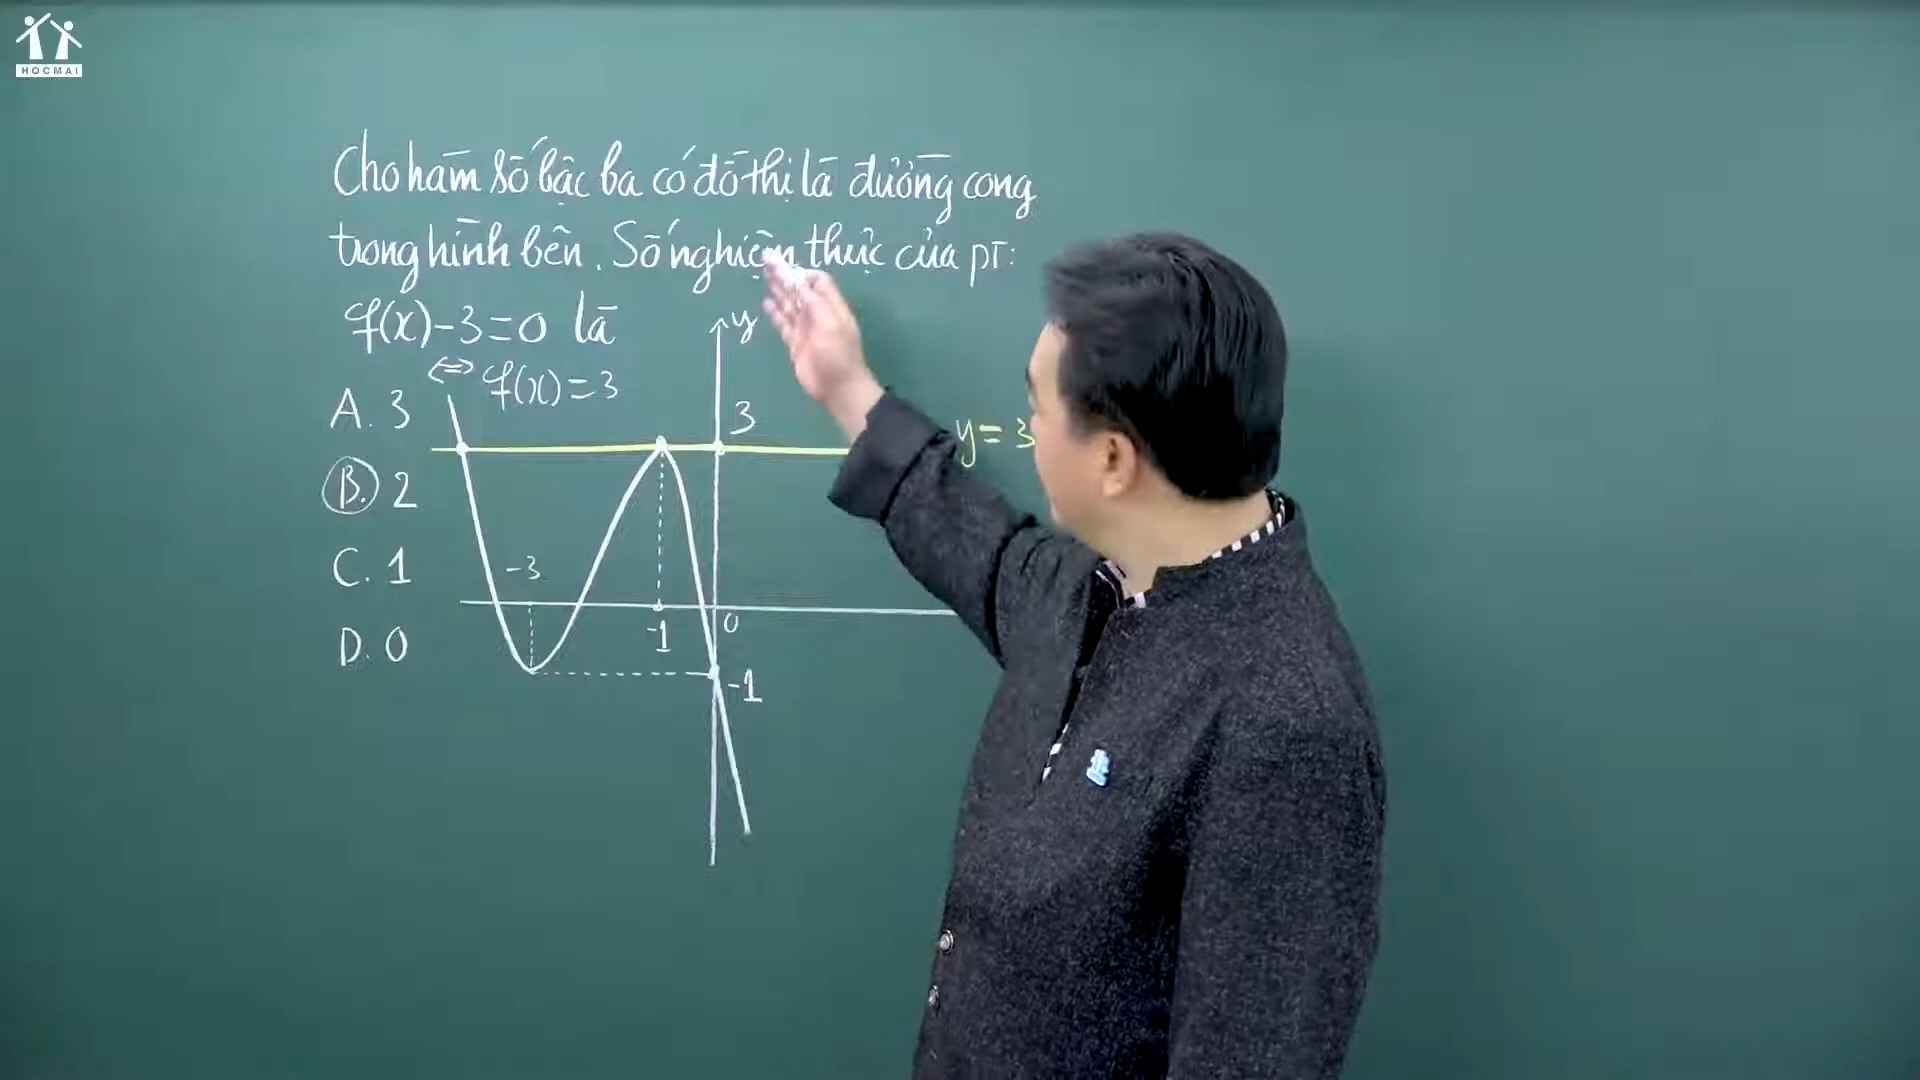 HOCMAI
Cho hàm số bậc ba có đồ thị là đường cong
trong hình bên. Số nghiệm thực của pT:
f(x)-3=0 là
⇔ f(x)=3
A. 3
B. 2
C. 1
D. 0
y
3
y=3
-3
-1
0
-1